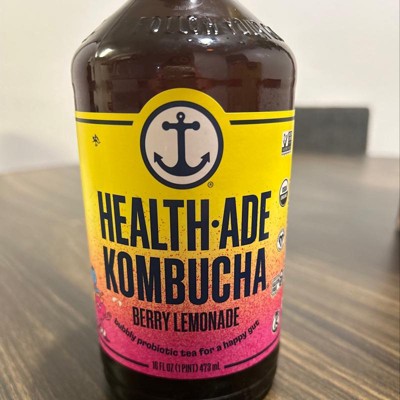 ®
HEALTH·ADE
KOMBUCHA
BERRY LEMONADE
bubbly probiotic tea for a happy gut
16 FL OZ (1 PINT) 473 mL